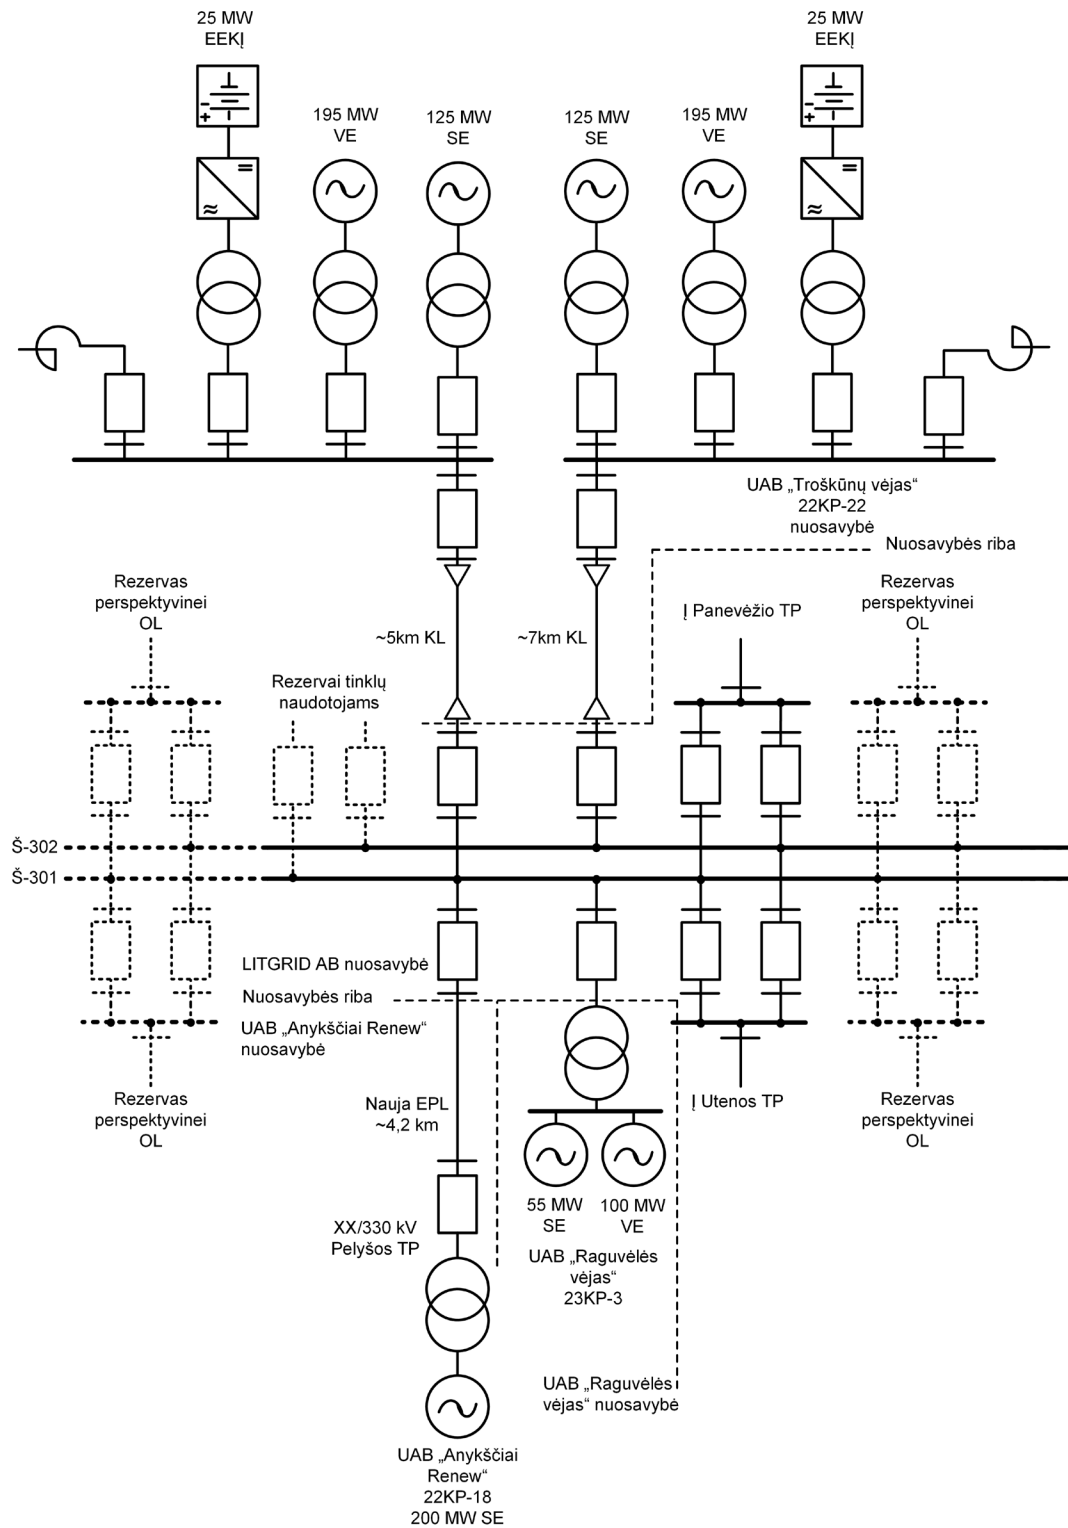 25 MW
EEKĮ
195 MW
VE
125 MW
SE
125 MW
SE
195 MW
VE
25 MW
EEKĮ
UAB „Troškūnų vėjas“
22KP-22
nuosavybė
Nuosavybės riba
Rezervas
perspektyvinei
OL
~5km KL
~7km KL
Į Panevėžio TP
Rezervas
perspektyvinei
OL
Rezervai tinklų
naudotojams
Š-302
Š-301
LITGRID AB nuosavybė
Nuosavybės riba
UAB „Anykščiai Renew“
nuosavybė
Rezervas
perspektyvinei
OL
Nauja EPL
~4,2 km
Į Utenos TP
Rezervas
perspektyvinei
OL
55 MW
SE
100 MW
VE
XX/330 kV
Pelyšos TP
UAB „Raguvėlės
vėjas“
23KP-3
UAB „Raguvėlės
vėjas“ nuosavybė
UAB „Anykščiai
Renew“
22KP-18
200 MW SE